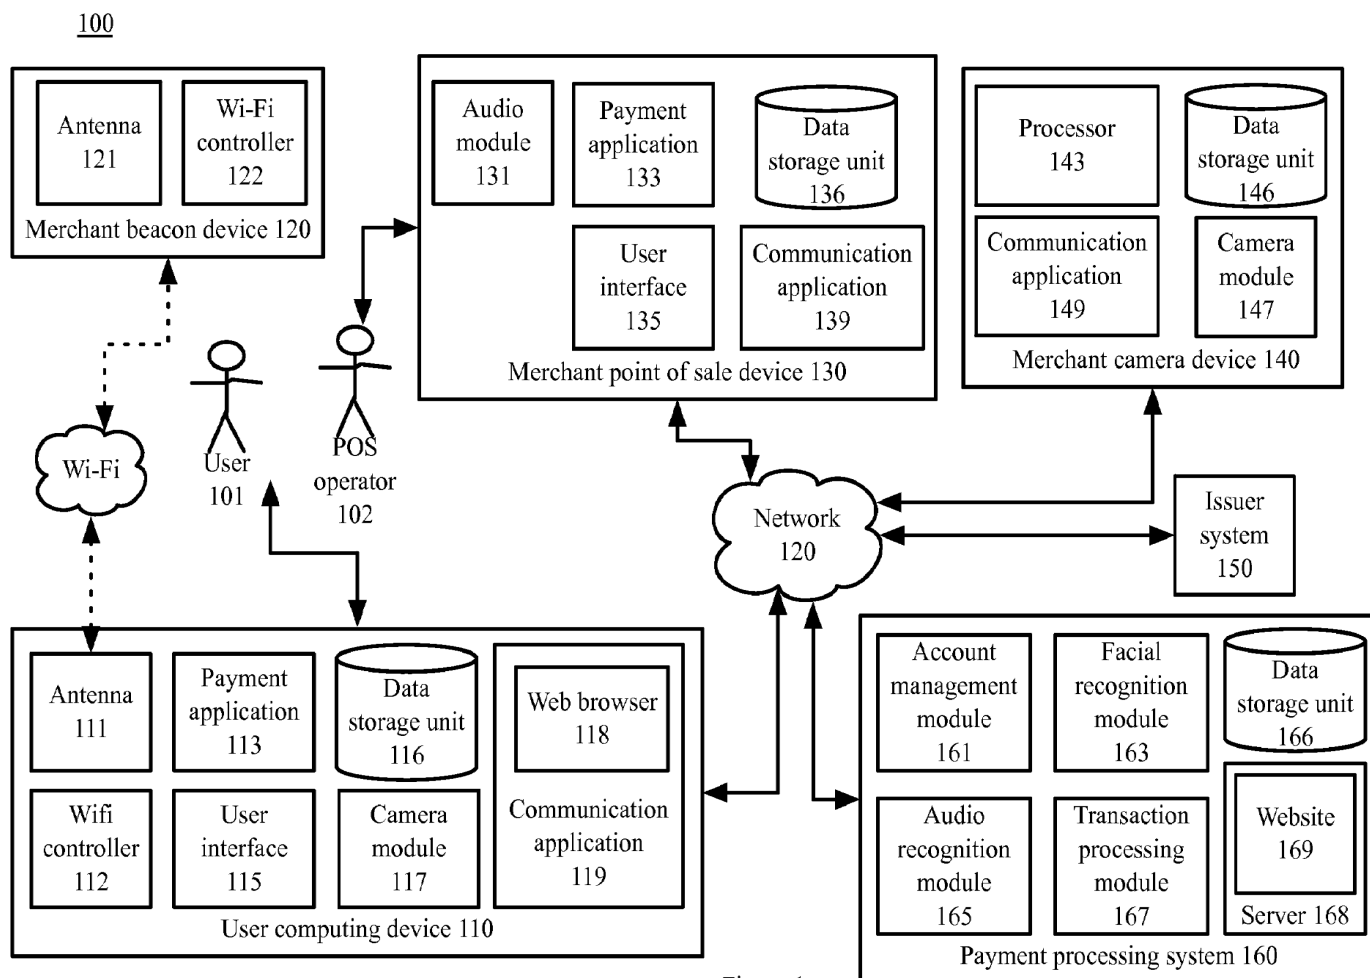 100
Antenna
121
Wi-Fi
controller
122
Merchant beacon device 120
Audio
module
131
Payment
application
133
Data
storage unit
136
User
interface
135
Communication
application
139
Merchant point of sale device 130
Processor
143
Data
storage unit
146
Communication
application
149
Camera
module
147
Merchant camera device 140
Wi-Fi
User
101
POS
operator
102
Network
120
Issuer
system
150
Antenna
111
Payment
application
113
Data
storage unit
116
Web browser
118
Wifi
controller
112
User
interface
115
Camera
module
117
Communication
application
119
User computing device 110
Account
management
module
161
Facial
recognition
module
163
Data
storage unit
166
Audio
recognition
module
165
Transaction
processing
module
167
Website
169
Server 168
Payment processing system 160